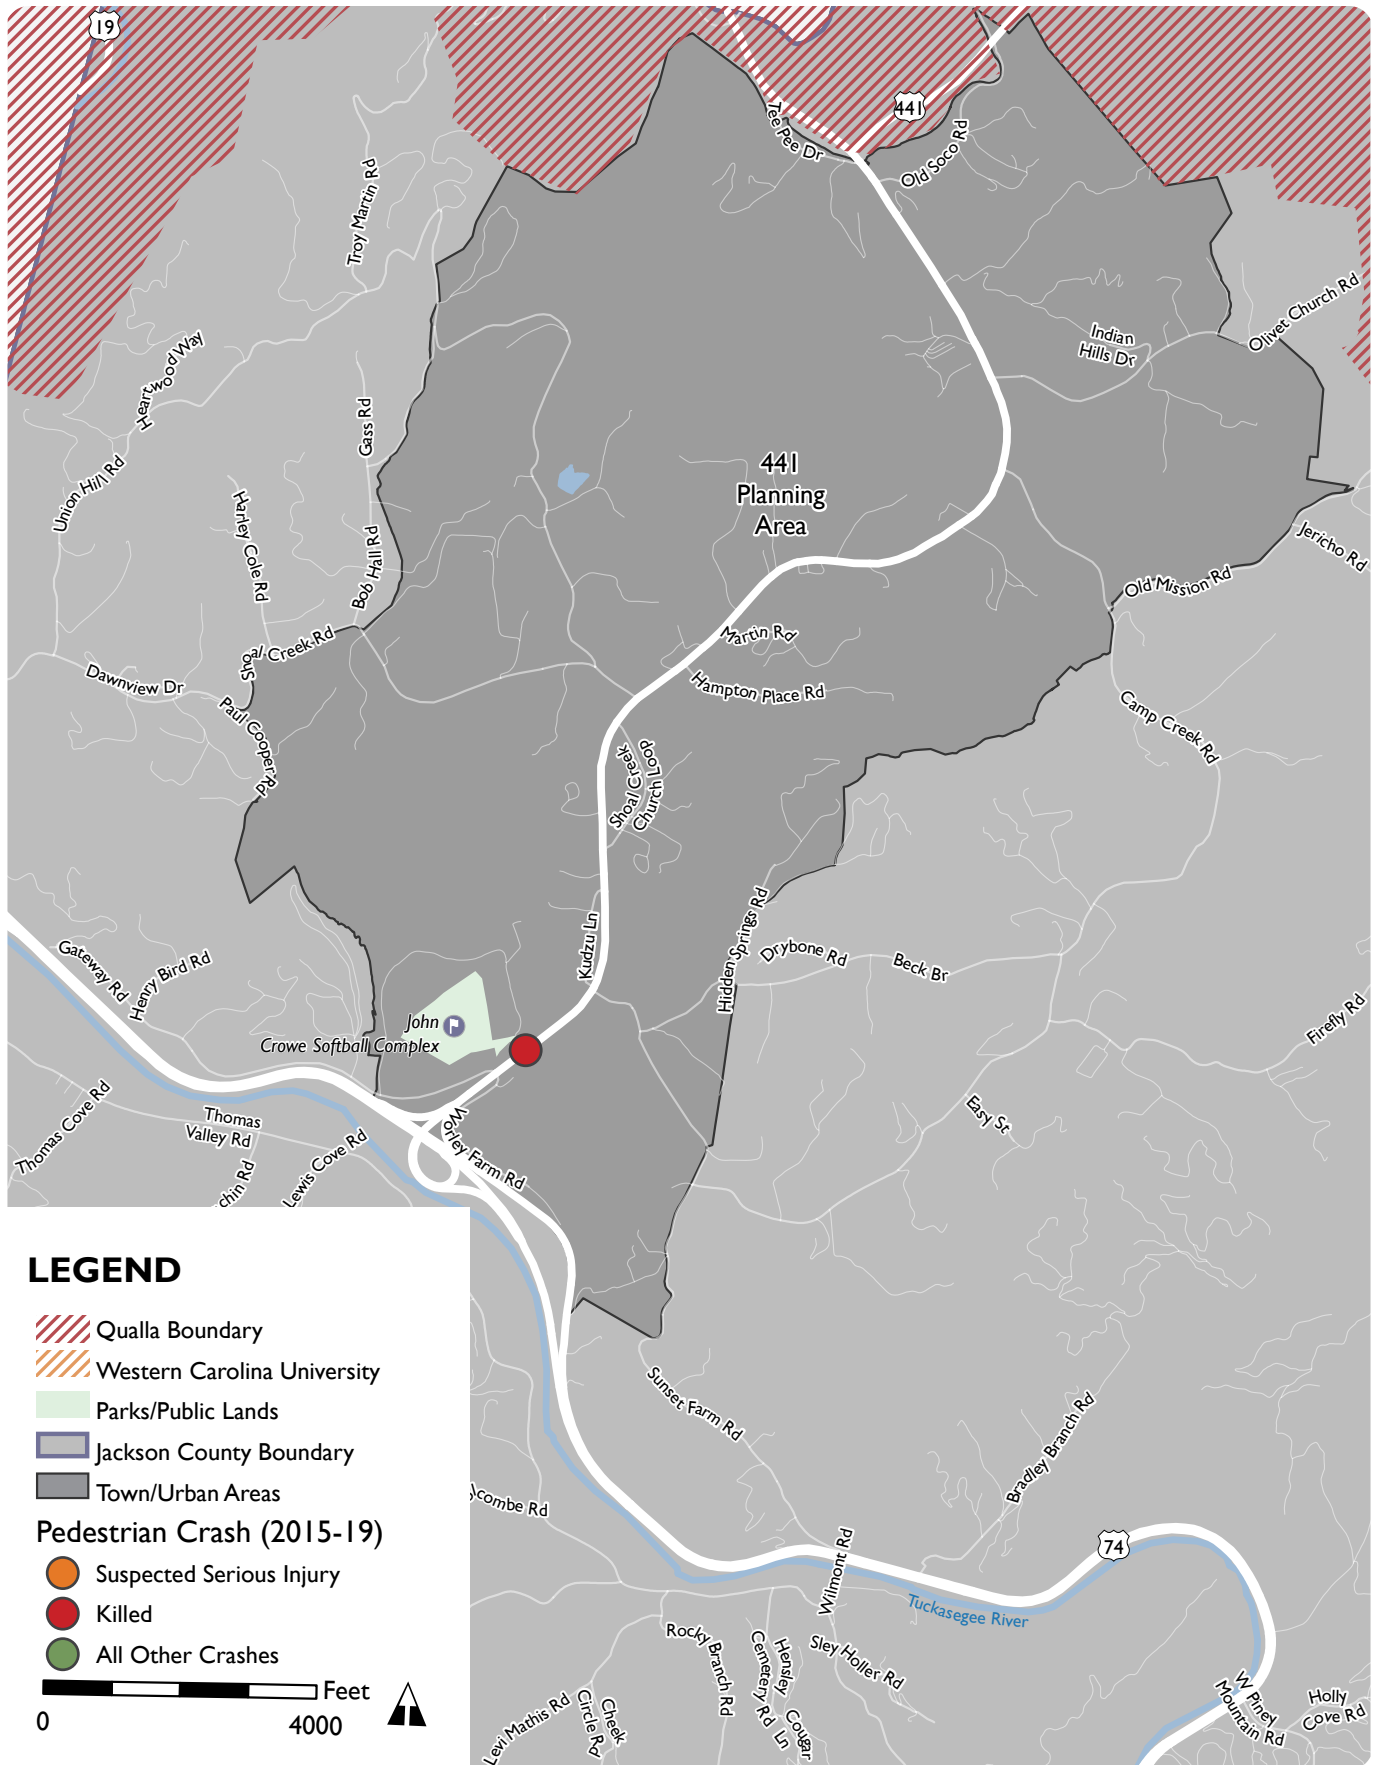 19
441
Tee Pee Dr
Old Soco Rd
Troy Martin Rd
Olivet Church Rd
Indian
Hills Dr
Heartwood Way
Gass Rd
441
Planning
Area
Union Hill Rd
Harley Cole Rd
Bob Hall Rd
Jericho Rd
Old Mission Rd
Martin Rd
Shoal Creek Rd
Dawnview Dr
Hampton Place Rd
Paul Cooper Rd
Camp Creek Rd
Shoal Creek
Church Loop
Kudzu Ln
Hidden Springs Rd
Drybone Rd
Beck Br
Gateway Rd
Henry Bird Rd
Firefly Rd
John
Crowe Softball Complex
Thomas Cove Rd
Thomas
Valley Rd
Lewis Cove Rd
chin Rd
Worley Farm Rd
Easy St
LEGEND
Qualla Boundary
Western Carolina University
Parks/Public Lands
Jackson County Boundary
Town/Urban Areas
Pedestrian Crash (2015-19)
Suspected Serious Injury
Killed
All Other Crashes
Feet
0
4000
Sunset Farm Rd
Bradley Branch Rd
combe Rd
74
Wilmont Rd
Tuckasegee River
Rocky
Branch Rd
Cemetery Rd
Hensley
Cougar
Ln
Sley Holler Rd
Levi Mathis Rd
Cheek
Circle Rd
W Piney
Mountain Rd
Holly
Cove Rd